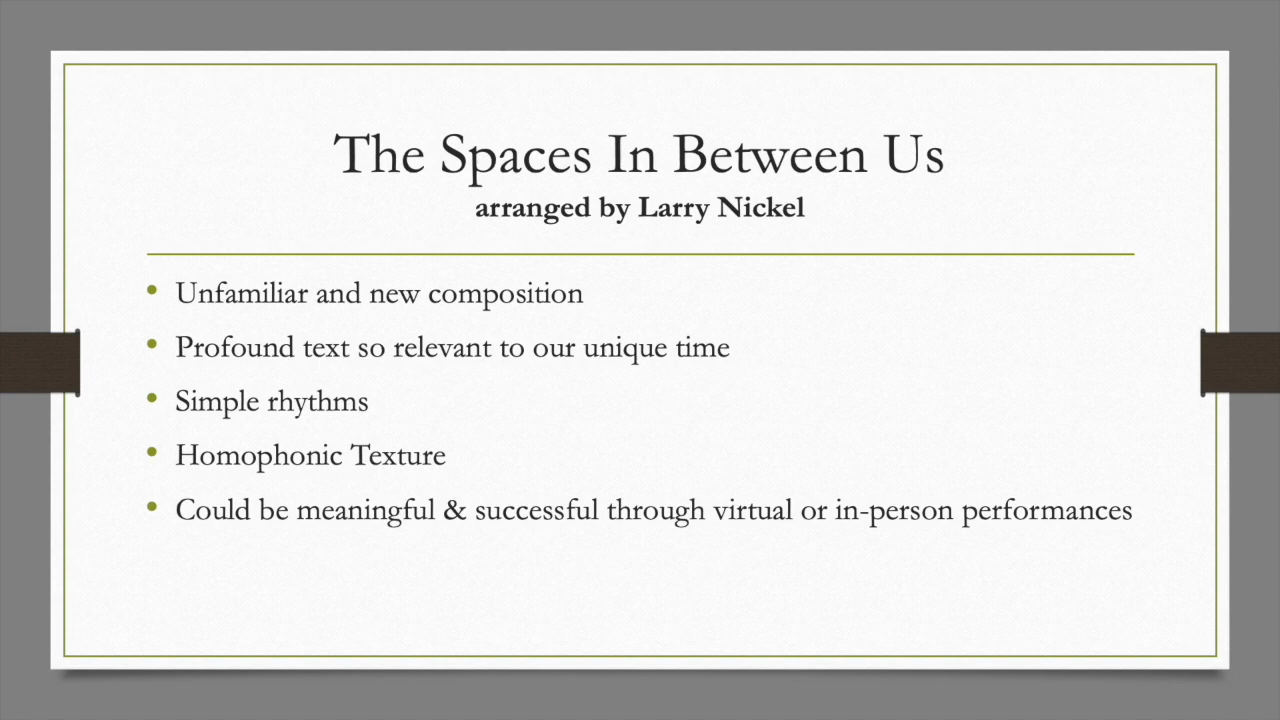 The Spaces In Between Us
arranged by Larry Nickel
• Unfamiliar and new composition
• Profound text so relevant to our unique time
• Simple rhythms
• Homophonic Texture
• Could be meaningful & successful through virtual or in-person performances